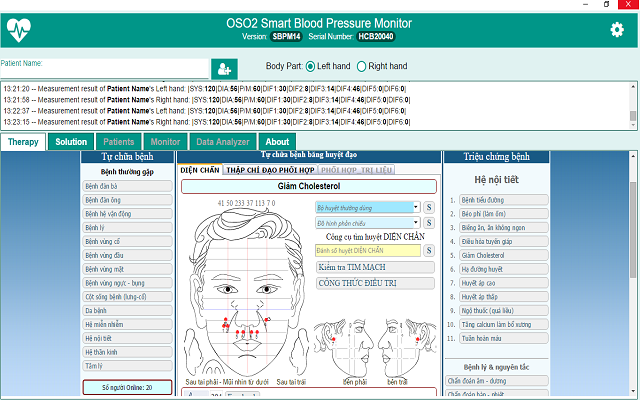 OSO2 Smart Blood Pressure Monitor
Version: SBPM14 Serial Number: HCB20040
Patient Name:
Body Part: Left hand Right hand
13:21:20 -- Measurement result of Patient Name's Left hand: |SYS:120|DIA:56|P/M:60|DIF1:30|DIF2:8|DIF3:14|DIF4:46|DIF5:0|DIF6:0|
13:21:58 -- Measurement result of Patient Name's Right hand: |SYS:120|DIA:56|P/M:60|DIF1:30|DIF2:8|DIF3:14|DIF4:46|DIF5:0|DIF6:0|
13:22:37 -- Measurement result of Patient Name's Left hand: |SYS:120|DIA:56|P/M:60|DIF1:30|DIF2:8|DIF3:14|DIF4:46|DIF5:0|DIF6:0|
13:23:15 -- Measurement result of Patient Name's Right hand: |SYS:120|DIA:56|P/M:60|DIF1:30|DIF2:8|DIF3:14|DIF4:46|DIF5:0|DIF6:0|
Therapy Solution Patients Monitor Data Analyzer About
Tự chữa bệnh
Bệnh thường gặp
Bệnh đàn bà
Bệnh đàn ông
Bệnh hệ vận động
Bệnh lý
Bệnh vùng cổ
Bệnh vùng đầu
Bệnh vùng mặt
Bệnh vùng ngực - bụng
Cột sống bệnh (lưng-cổ)
Da bệnh
Hệ miễn nhiễm
Hệ nội tiết
Hệ thần kinh
Tâm lý
Số người Online: 20
Tự chữa bệnh bằng huyệt đạo
DIỆN CHẨN THẬP CHỈ ĐẠO PHỐI HỢP PHỐI HỢP_TRỊ LIỆU
Giảm Cholesterol
41 50 233 37 113 7 0
Bộ huyệt thường dùng S
Đồ hình phản chiếu S
Công cụ tìm huyệt DIỆN CHẨN
Đánh số huyệt DIỆN CHẨN S
Kiểm tra TIM MẠCH
CÔNG THỨC ĐIỀU TRỊ
Sau tai phải - Mũi nhìn từ dưới Sau tai trái bên phải bên trái
Triệu chứng bệnh
Hệ nội tiết
1. Bệnh tiểu đường
2. Béo phì (làm ốm)
3. Biếng ăn, ăn không ngon
4. Điều hòa tuyến giáp
5. Giảm Cholesterol
6. Hạ đường huyết
7. Huyết áp cao
8. Huyết áp thấp
9. Ngộ thuốc (quá liều)
10. Tăng calcium làm bổ xương
11. Tuần hoàn máu
Bệnh lý & nguyên tắc
Chẩn đoán âm - dương
Chẩn đoán hàn - nhiệt